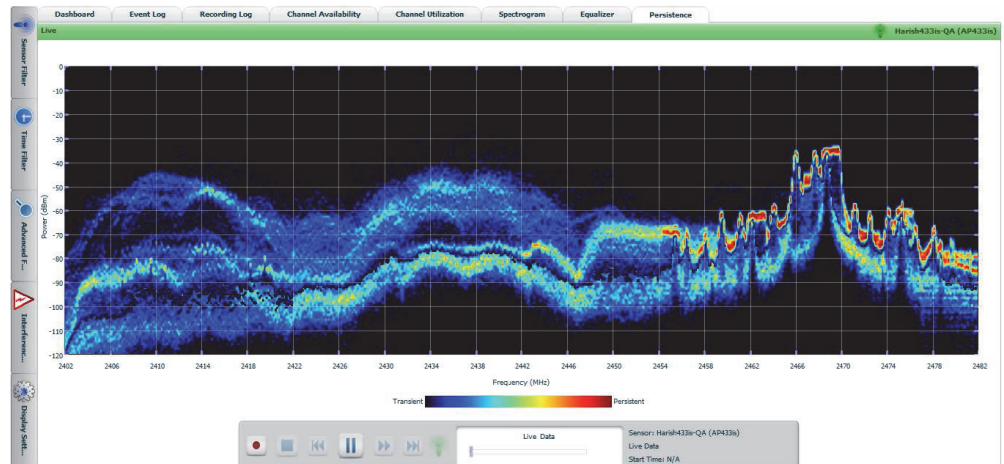 Dashboard Event Log Recording Log Channel Availability Channel Utilization Spectrogram Equalizer Persistence
Live Harish433is-QA (AP433is)
Sensor Filter
Time Filter
Advanced F...
Interferenc...
Display Sett...
Power (dBm)
0
-10
-20
-30
-40
-50
-60
-70
-80
-90
-100
-110
-120
2402 2406 2410 2414 2418 2422 2426 2430 2434 2438 2442 2446 2450 2454 2458 2462 2466 2470 2474 2478 2482
Frequency (MHz)
Transient Persistent
Live Data
Sensor: Harish433is-QA (AP433is)
Live Data
Start Time: N/A